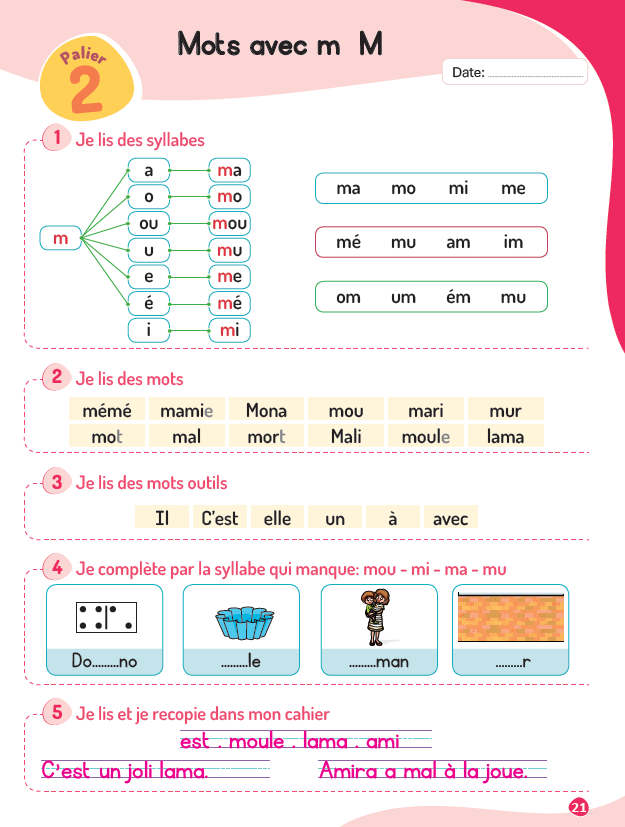 Mots avec m M
Palier
2
Date: ........................
1 Je lis des syllabes
m
a ma
o mo
ou mou
u mu
e me
é mé
i mi
ma mo mi me
mé mu am im
om um ém mu
2 Je lis des mots
mémé mamie Mona mou mari mur
mot mal mort Mali moule lama
3 Je lis des mots outils
Il C'est elle un à avec
4 Je complète par la syllabe qui manque: mou - mi - ma - mu
Do.........no .........le .........man .........r
5 Je lis et je recopie dans mon cahier
est . moule . lama . ami
C'est un joli lama. Amira a mal à la joue.
21